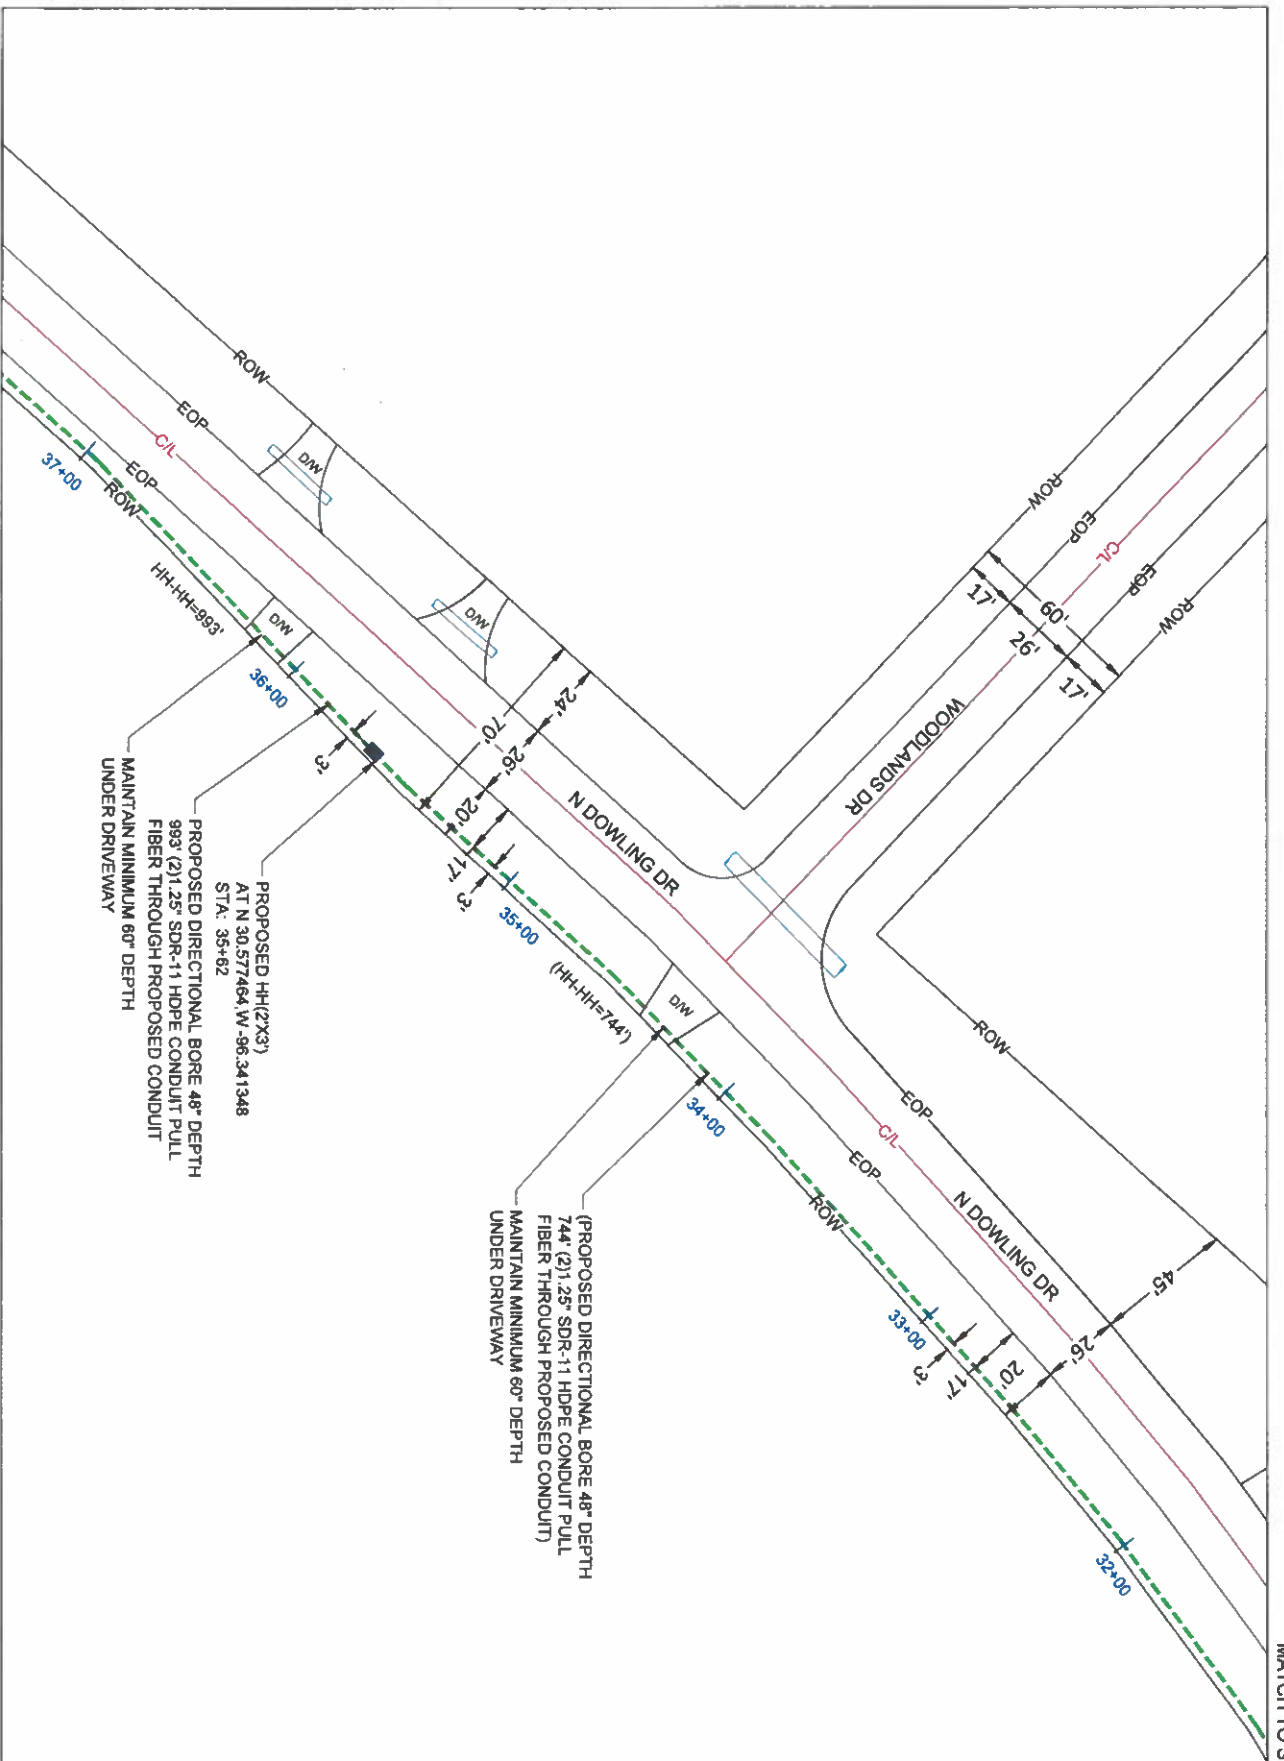 MATCH TO
ROW
EOP
C/L
EOP
ROW
17'
60'
26'
17'
WOODLANDS DR
ROW
45'
EOP
C/L
EOP
N DOWLING DR
26'
20'
17'
3'
ROW
32+00
33+00
34+00
ROW
D/W
EOP
C/L
D/W
24'
70'
26'
20'
17'
3'
N DOWLING DR
D/W
35+00
(HH-HH=744')
EOP
ROW
37+00
HH-HH=993'
D/W
36+00
3'
(PROPOSED DIRECTIONAL BORE 48" DEPTH
744' (2)1.25" SDR-11 HDPE CONDUIT PULL
FIBER THROUGH PROPOSED CONDUIT)
MAINTAIN MINIMUM 60" DEPTH
UNDER DRIVEWAY
PROPOSED HH(2'X3')
AT N 30.577464,W -96.341348
STA: 35+62
PROPOSED DIRECTIONAL BORE 48" DEPTH
993' (2)1.25" SDR-11 HDPE CONDUIT PULL
FIBER THROUGH PROPOSED CONDUIT
MAINTAIN MINIMUM 60" DEPTH
UNDER DRIVEWAY